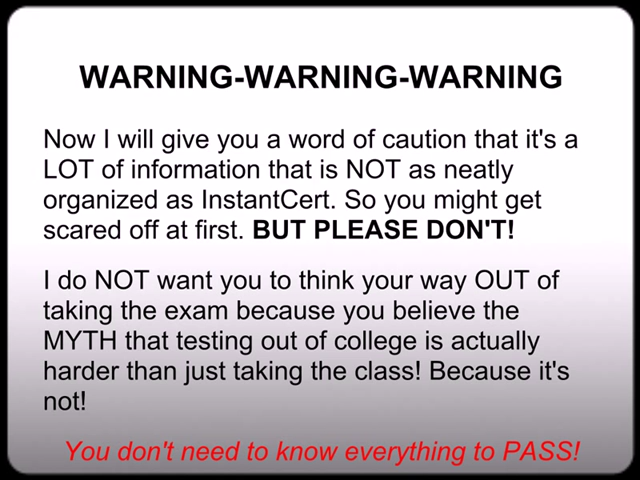 WARNING-WARNING-WARNING
Now I will give you a word of caution that it's a
LOT of information that is NOT as neatly
organized as InstantCert. So you might get
scared off at first. BUT PLEASE DON'T!
I do NOT want you to think your way OUT of
taking the exam because you believe the
MYTH that testing out of college is actually
harder than just taking the class! Because it's
not!
You don't need to know everything to PASS!